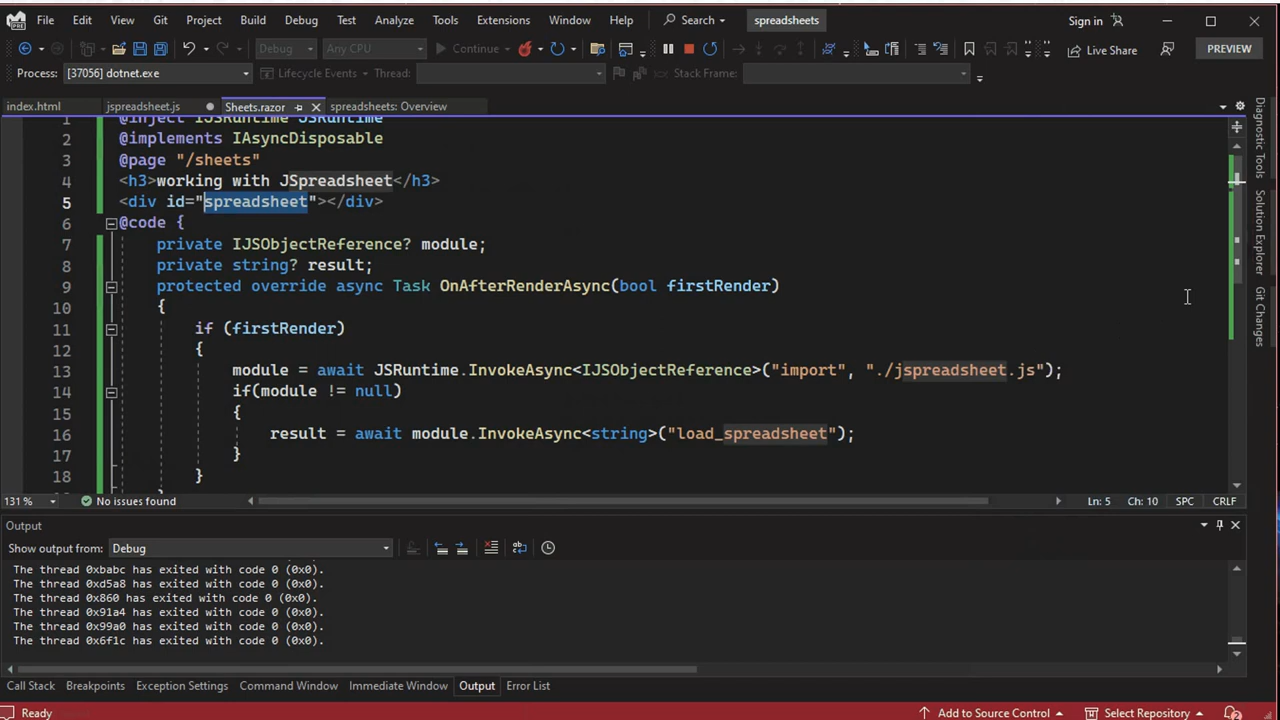 File Edit View Git Project Build Debug Test Analyze Tools Extensions Window Help Search spreadsheets Sign in
Debug Any CPU Continue Live Share PREVIEW
Process: [37056] dotnet.exe Lifecycle Events Thread: Stack Frame:
index.html jspreadsheet.js Sheets.razor spreadsheets: Overview
1 @inject IJSRuntime JSRuntime
2 @implements IAsyncDisposable
3 @page "/sheets"
4 <h3>working with JSpreadsheet</h3>
5 <div id="spreadsheet"></div>
6 @code {
7 private IJSObjectReference? module;
8 private string? result;
9 protected override async Task OnAfterRenderAsync(bool firstRender)
10 {
11 if (firstRender)
12 {
13 module = await JSRuntime.InvokeAsync<IJSObjectReference>("import", "./jspreadsheet.js");
14 if(module != null)
15 {
16 result = await module.InvokeAsync<string>("load_spreadsheet");
17 }
18 }
131 % No issues found Ln: 5 Ch: 10 SPC CRLF
Output
Show output from: Debug
The thread 0xbabc has exited with code 0 (0x0).
The thread 0xd5a8 has exited with code 0 (0x0).
The thread 0x860 has exited with code 0 (0x0).
The thread 0x91a4 has exited with code 0 (0x0).
The thread 0x99a0 has exited with code 0 (0x0).
The thread 0x6f1c has exited with code 0 (0x0).
Call Stack Breakpoints Exception Settings Command Window Immediate Window Output Error List
Ready Add to Source Control Select Repository
Diagnostic Tools
Solution Explorer
Git Changes